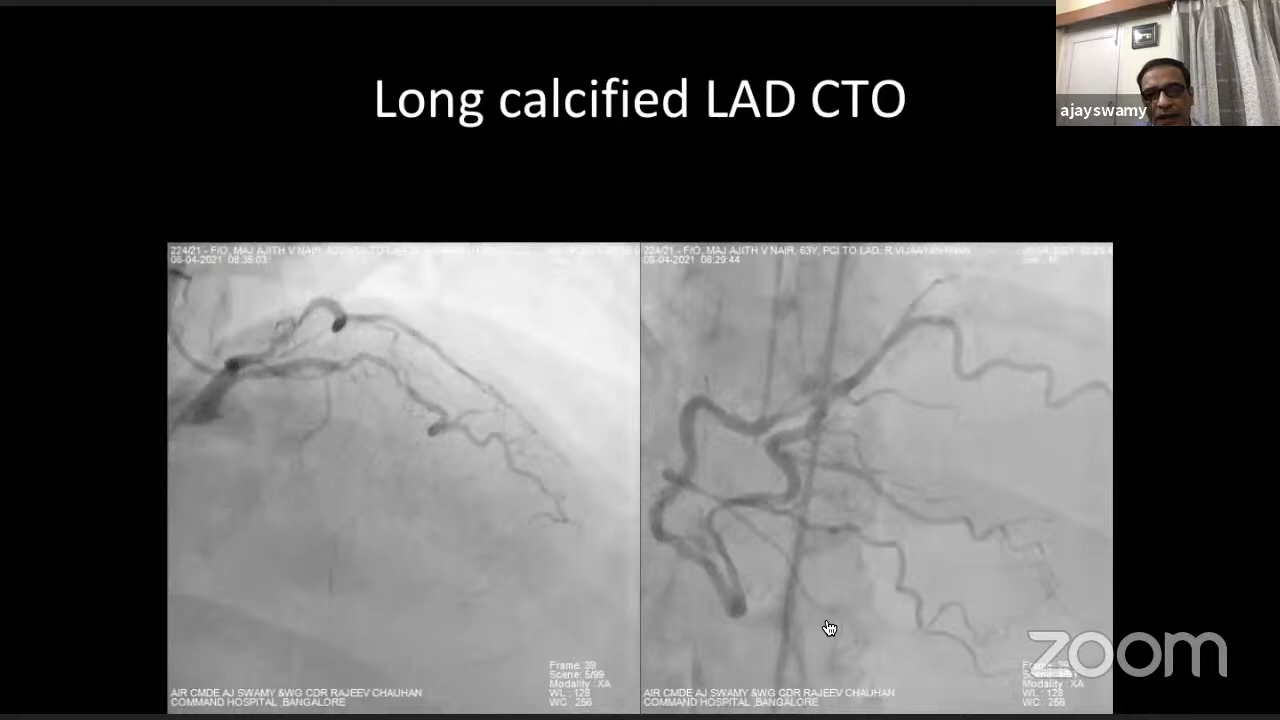 Long calcified LAD CTO
ajayswamy
224/21 - F/O, MAJ AJITH V NAIR,
08-04-2021 08:35:03
224/21 - F/O, MAJ AJITH V NAIR, 63Y, PCI TO LAD, R.VIJAAY
08-04-2021 08:29:44
Frame: 39
Scene: 5/99
Modality: XA
WL : 128
WC : 256
AIR CMDE AJ SWAMY &WG CDR RAJEEV CHAUHAN
COMMAND HOSPITAL ,BANGALORE
Modality: XA
WL : 128
WC : 256
AIR CMDE AJ SWAMY &WG CDR RAJEEV CHAUHAN
COMMAND HOSPITAL ,BANGALORE
zoom